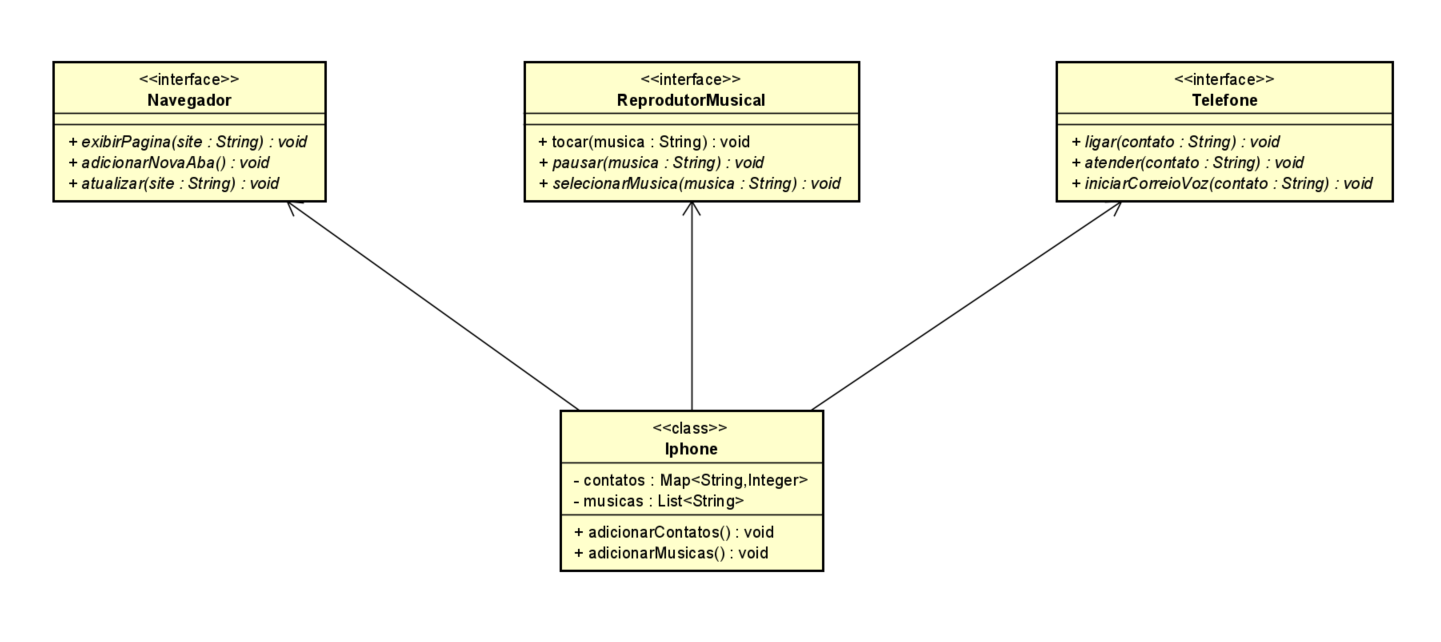 <<interface>>
Navegador
+ exibirPagina(site : String) : void
+ adicionarNovaAba() : void
+ atualizar(site : String) : void
<<interface>>
ReprodutorMusical
+ tocar(musica : String) : void
+ pausar(musica : String) : void
+ selecionarMusica(musica : String) : void
<<interface>>
Telefone
+ ligar(contato : String) : void
+ atender(contato : String) : void
+ iniciarCorreioVoz(contato : String) : void
<<class>>
Iphone
- contatos : Map<String,Integer>
- musicas : List<String>
+ adicionarContatos() : void
+ adicionarMusicas() : void